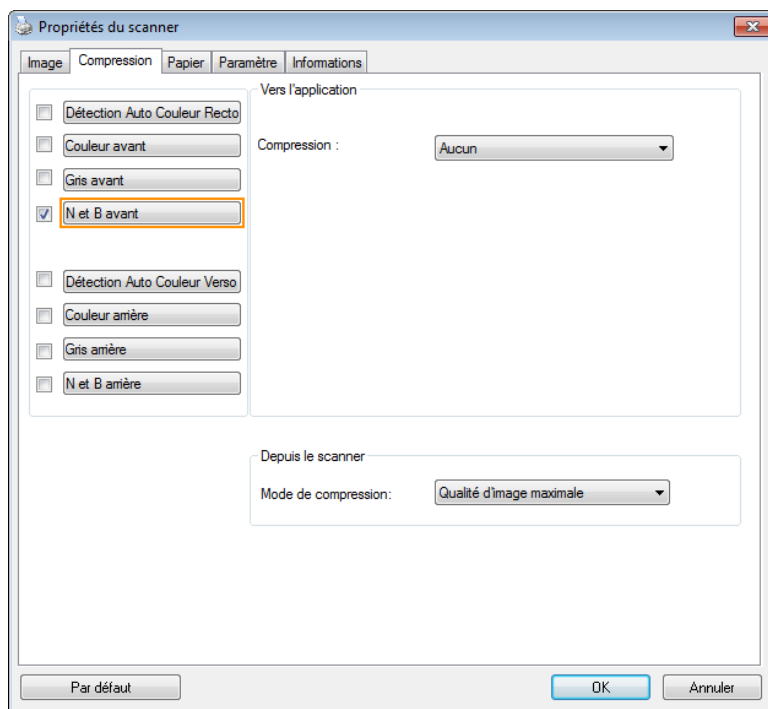 Propriétés du scanner
Image Compression Papier Paramètre Informations
Détection Auto Couleur Recto
Couleur avant
Gris avant
N et B avant
Détection Auto Couleur Verso
Couleur arrière
Gris arrière
N et B arrière
Vers l'application
Compression : Aucun
Depuis le scanner
Mode de compression: Qualité d'image maximale
Par défaut OK Annuler